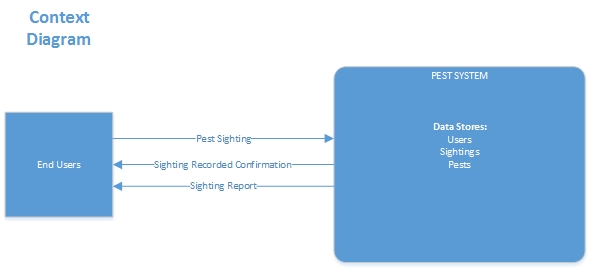 Context
Diagram
PEST SYSTEM
Data Stores:
Users
Sightings
Pests
End Users
Pest Sighting
Sighting Recorded Confirmation
Sighting Report